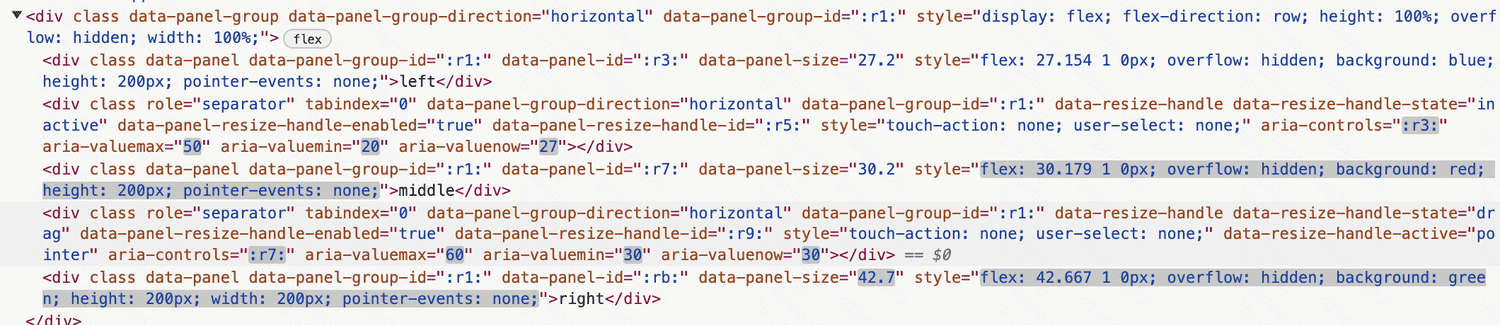 ▼<div class data-panel-group data-panel-group-direction="horizontal" data-panel-group-id=":r1:" style="display: flex; flex-direction: row; height: 100%; overf
low: hidden; width: 100%;"> flex
<div class data-panel data-panel-group-id=":r1:" data-panel-id=":r3:" data-panel-size="27.2" style="flex: 27.154 1 0px; overflow: hidden; background: blue;
height: 200px; pointer-events: none;">left</div>
<div class role="separator" tabindex="0" data-panel-group-direction="horizontal" data-panel-group-id=":r1:" data-resize-handle data-resize-handle-state="in
active" data-panel-resize-handle-enabled="true" data-panel-resize-handle-id=":r5:" style="touch-action: none; user-select: none;" aria-controls=":r3:"
aria-valuemax="50" aria-valuemin="20" aria-valuenow="27"></div>
<div class data-panel data-panel-group-id=":r1:" data-panel-id=":r7:" data-panel-size="30.2" style="flex: 30.179 1 0px; overflow: hidden; background: red;
height: 200px; pointer-events: none;">middle</div>
<div class role="separator" tabindex="0" data-panel-group-direction="horizontal" data-panel-group-id=":r1:" data-resize-handle data-resize-handle-state="dr
ag" data-panel-resize-handle-enabled="true" data-panel-resize-handle-id=":r9:" style="touch-action: none; user-select: none;" data-resize-handle-active="po
inter" aria-controls=":r7:" aria-valuemax="60" aria-valuemin="30" aria-valuenow="30"></div> == $0
<div class data-panel data-panel-group-id=":r1:" data-panel-id=":rb:" data-panel-size="42.7" style="flex: 42.667 1 0px; overflow: hidden; background: gree
n; height: 200px; width: 200px; pointer-events: none;">right</div>
</div>